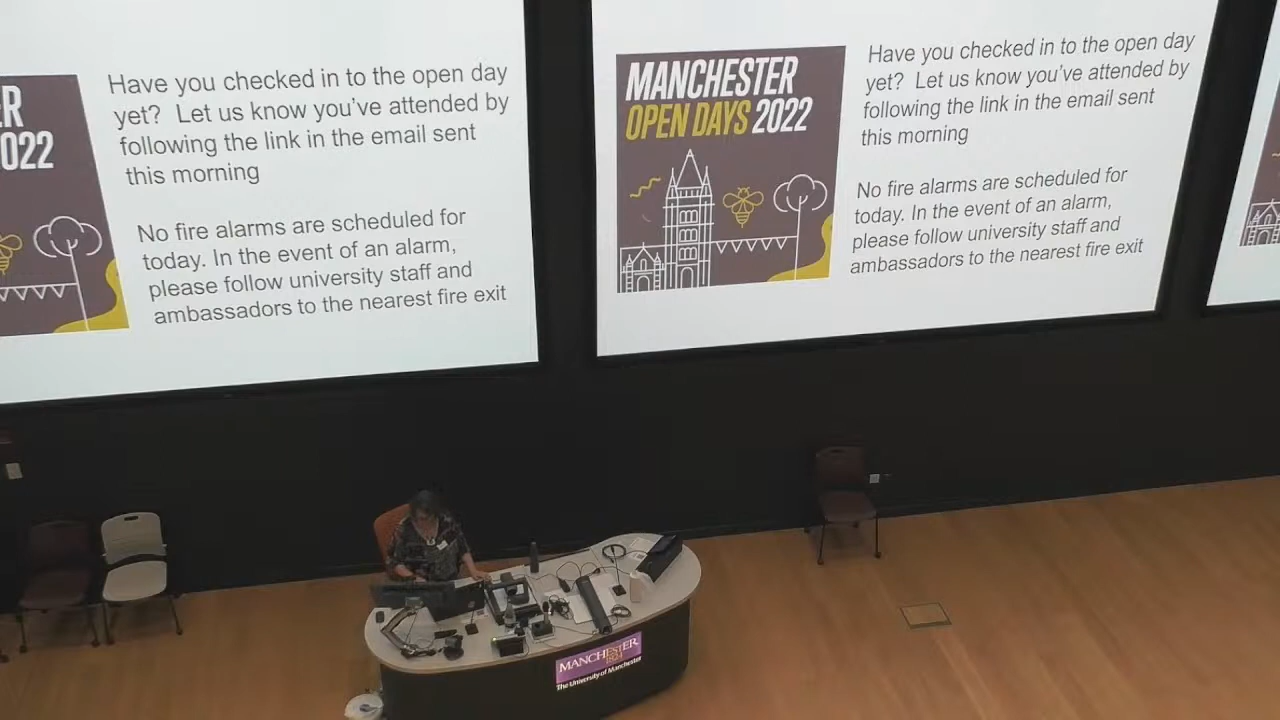 R
022
Have you checked in to the open day
yet? Let us know you've attended by
following the link in the email sent
this morning
No fire alarms are scheduled for
today. In the event of an alarm,
please follow university staff and
ambassadors to the nearest fire exit
MANCHESTER
OPEN DAYS 2022
Have you checked in to the open day
yet? Let us know you've attended by
following the link in the email sent
this morning
No fire alarms are scheduled for
today. In the event of an alarm,
please follow university staff and
ambassadors to the nearest fire exit
MANCHESTER
1824
The University of Manchester